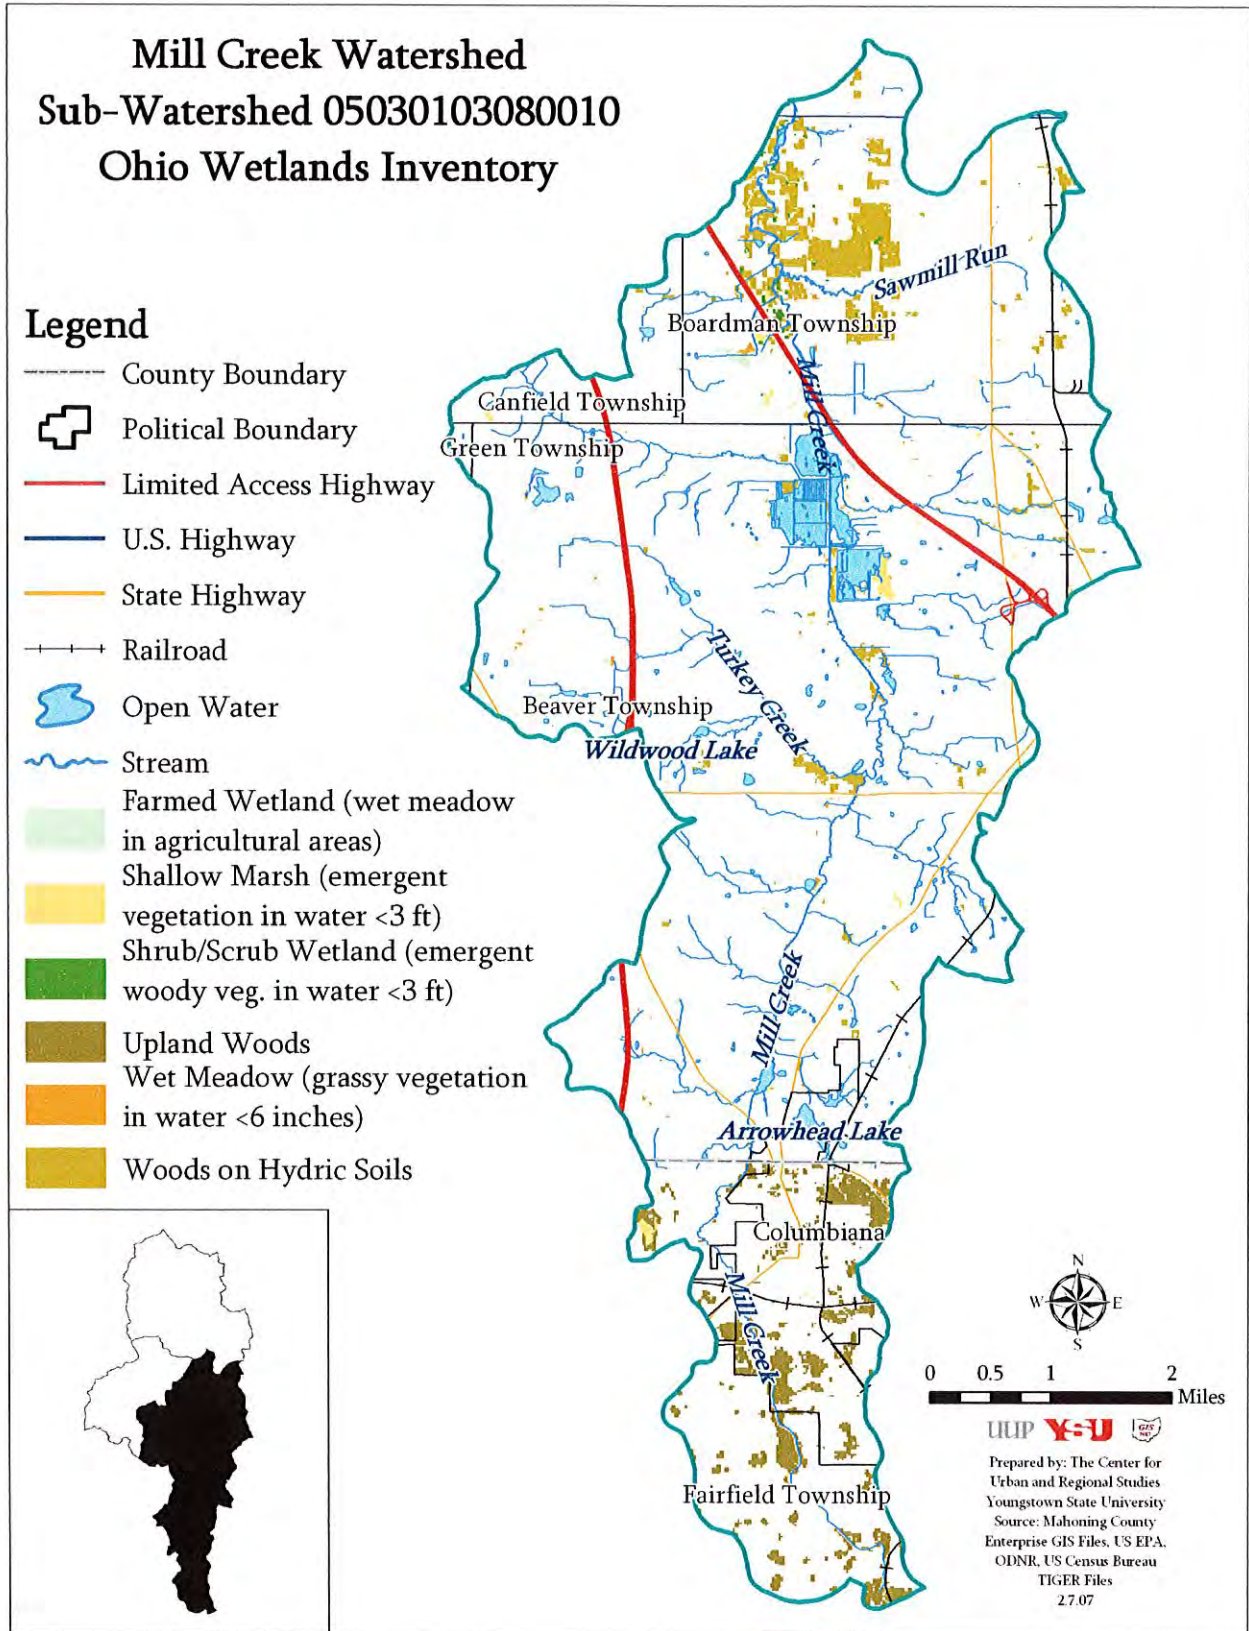 Mill Creek Watershed
Sub-Watershed 05030103080010
Ohio Wetlands Inventory
Legend
County Boundary
Political Boundary
Limited Access Highway
U.S. Highway
State Highway
Railroad
Open Water
Stream
Farmed Wetland (wet meadow
in agricultural areas)
Shallow Marsh (emergent
vegetation in water <3 ft)
Shrub/Scrub Wetland (emergent
woody veg. in water <3 ft)
Upland Woods
Wet Meadow (grassy vegetation
in water <6 inches)
Woods on Hydric Soils
Sawmill Run
Boardman Township
Mill Creek
Canfield Township
Green Township
Turkey Creek
Beaver Township
Wildwood Lake
Mill Creek
Arrowhead Lake
Columbiana
Mill Creek
Fairfield Township
N
W E
S
0 0.5 1 2
Miles
UUP YSU GIS
Prepared by: The Center for
Urban and Regional Studies
Youngstown State University
Source: Mahoning County
Enterprise GIS Files, US EPA,
ODNR, US Census Bureau
TIGER Files
2.7.07